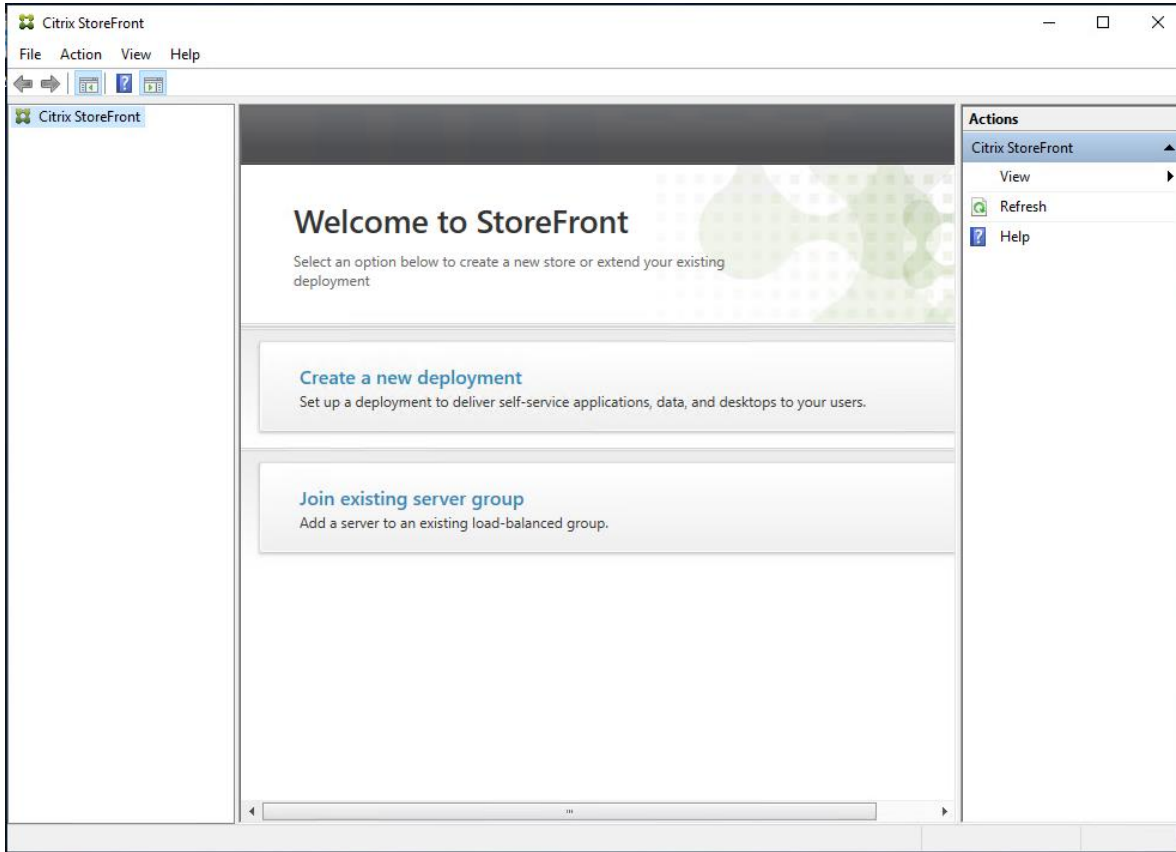 Citrix StoreFront
File Action View Help
Citrix StoreFront
Welcome to StoreFront
Select an option below to create a new store or extend your existing
deployment
Create a new deployment
Set up a deployment to deliver self-service applications, data, and desktops to your users.
Join existing server group
Add a server to an existing load-balanced group.
Actions
Citrix StoreFront
View
Refresh
Help